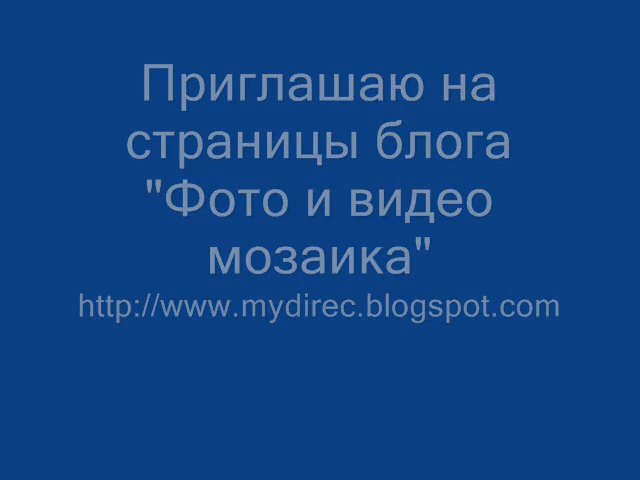 Приглашаю на
страницы блога
"Фото и видео
мозаика"
http://www.mydirec.blogspot.com